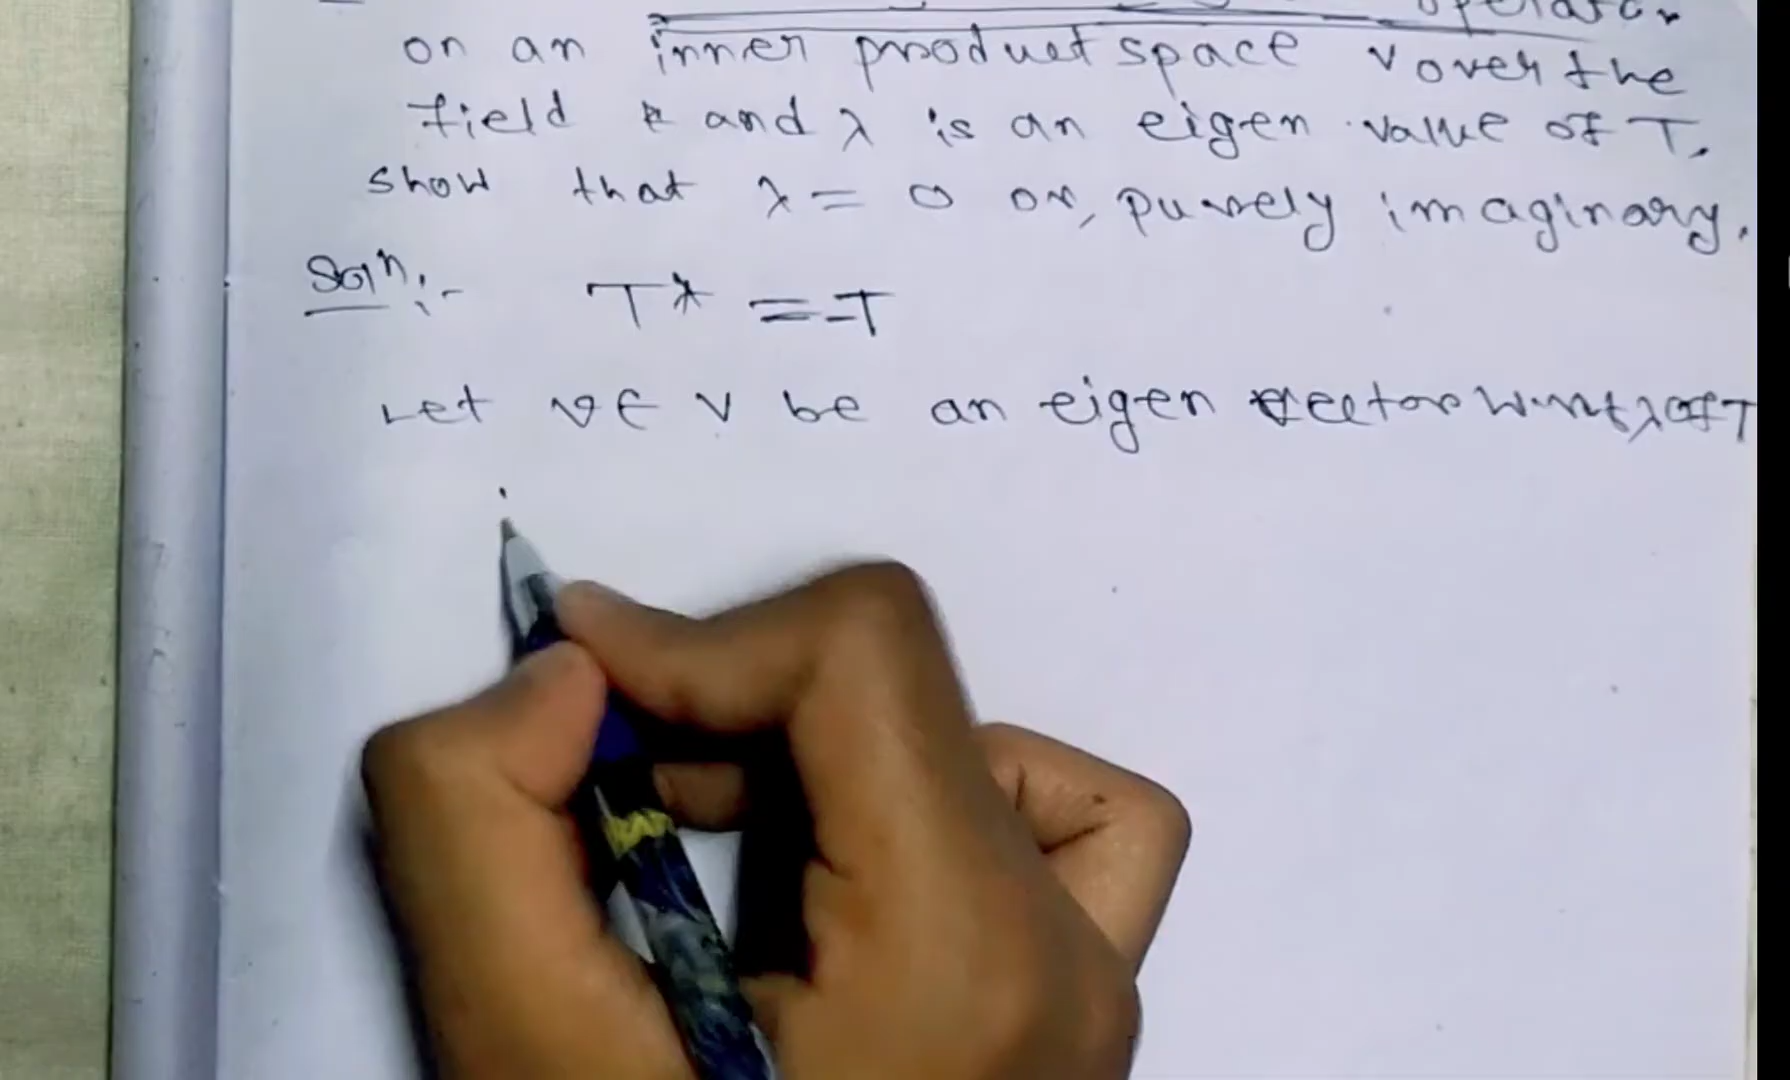 operator
on an inner product space V over the
field F and λ is an eigen value of T.
show that λ = 0 or, purely imaginary.
Soln:-  T* = -T
Let v ∈ V be an eigen vector w.r.t λ of T